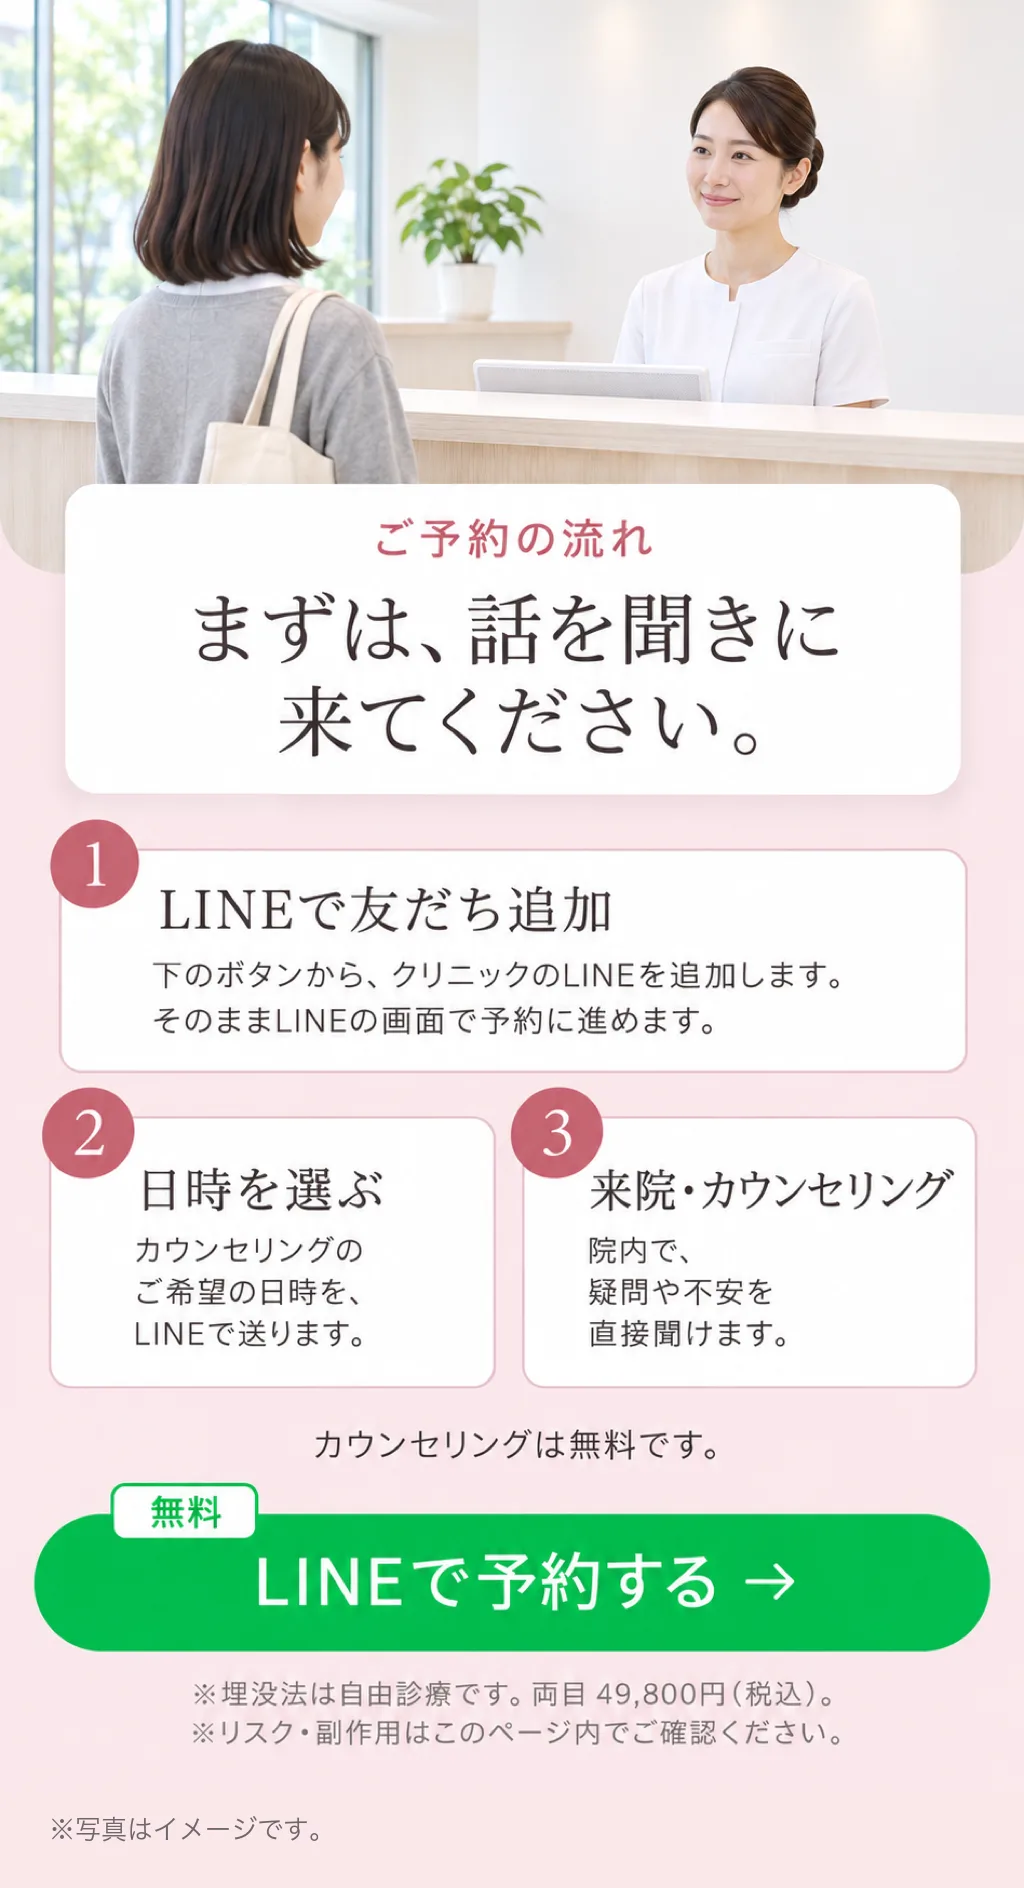 ご予約の流れ
まずは、話を聞きに
来てください。
1
LINEで友だち追加
下のボタンから、クリニックのLINEを追加します。
そのままLINEの画面で予約に進めます。
2
日時を選ぶ
カウンセリングの
ご希望の日時を、
LINEで送ります。
3
来院・カウンセリング
院内で、
疑問や不安を
直接聞けます。
カウンセリングは無料です。
無料
LINEで予約する →
※埋没法は自由診療です。両目 49,800円（税込）。
※リスク・副作用はこのページ内でご確認ください。
※写真はイメージです。